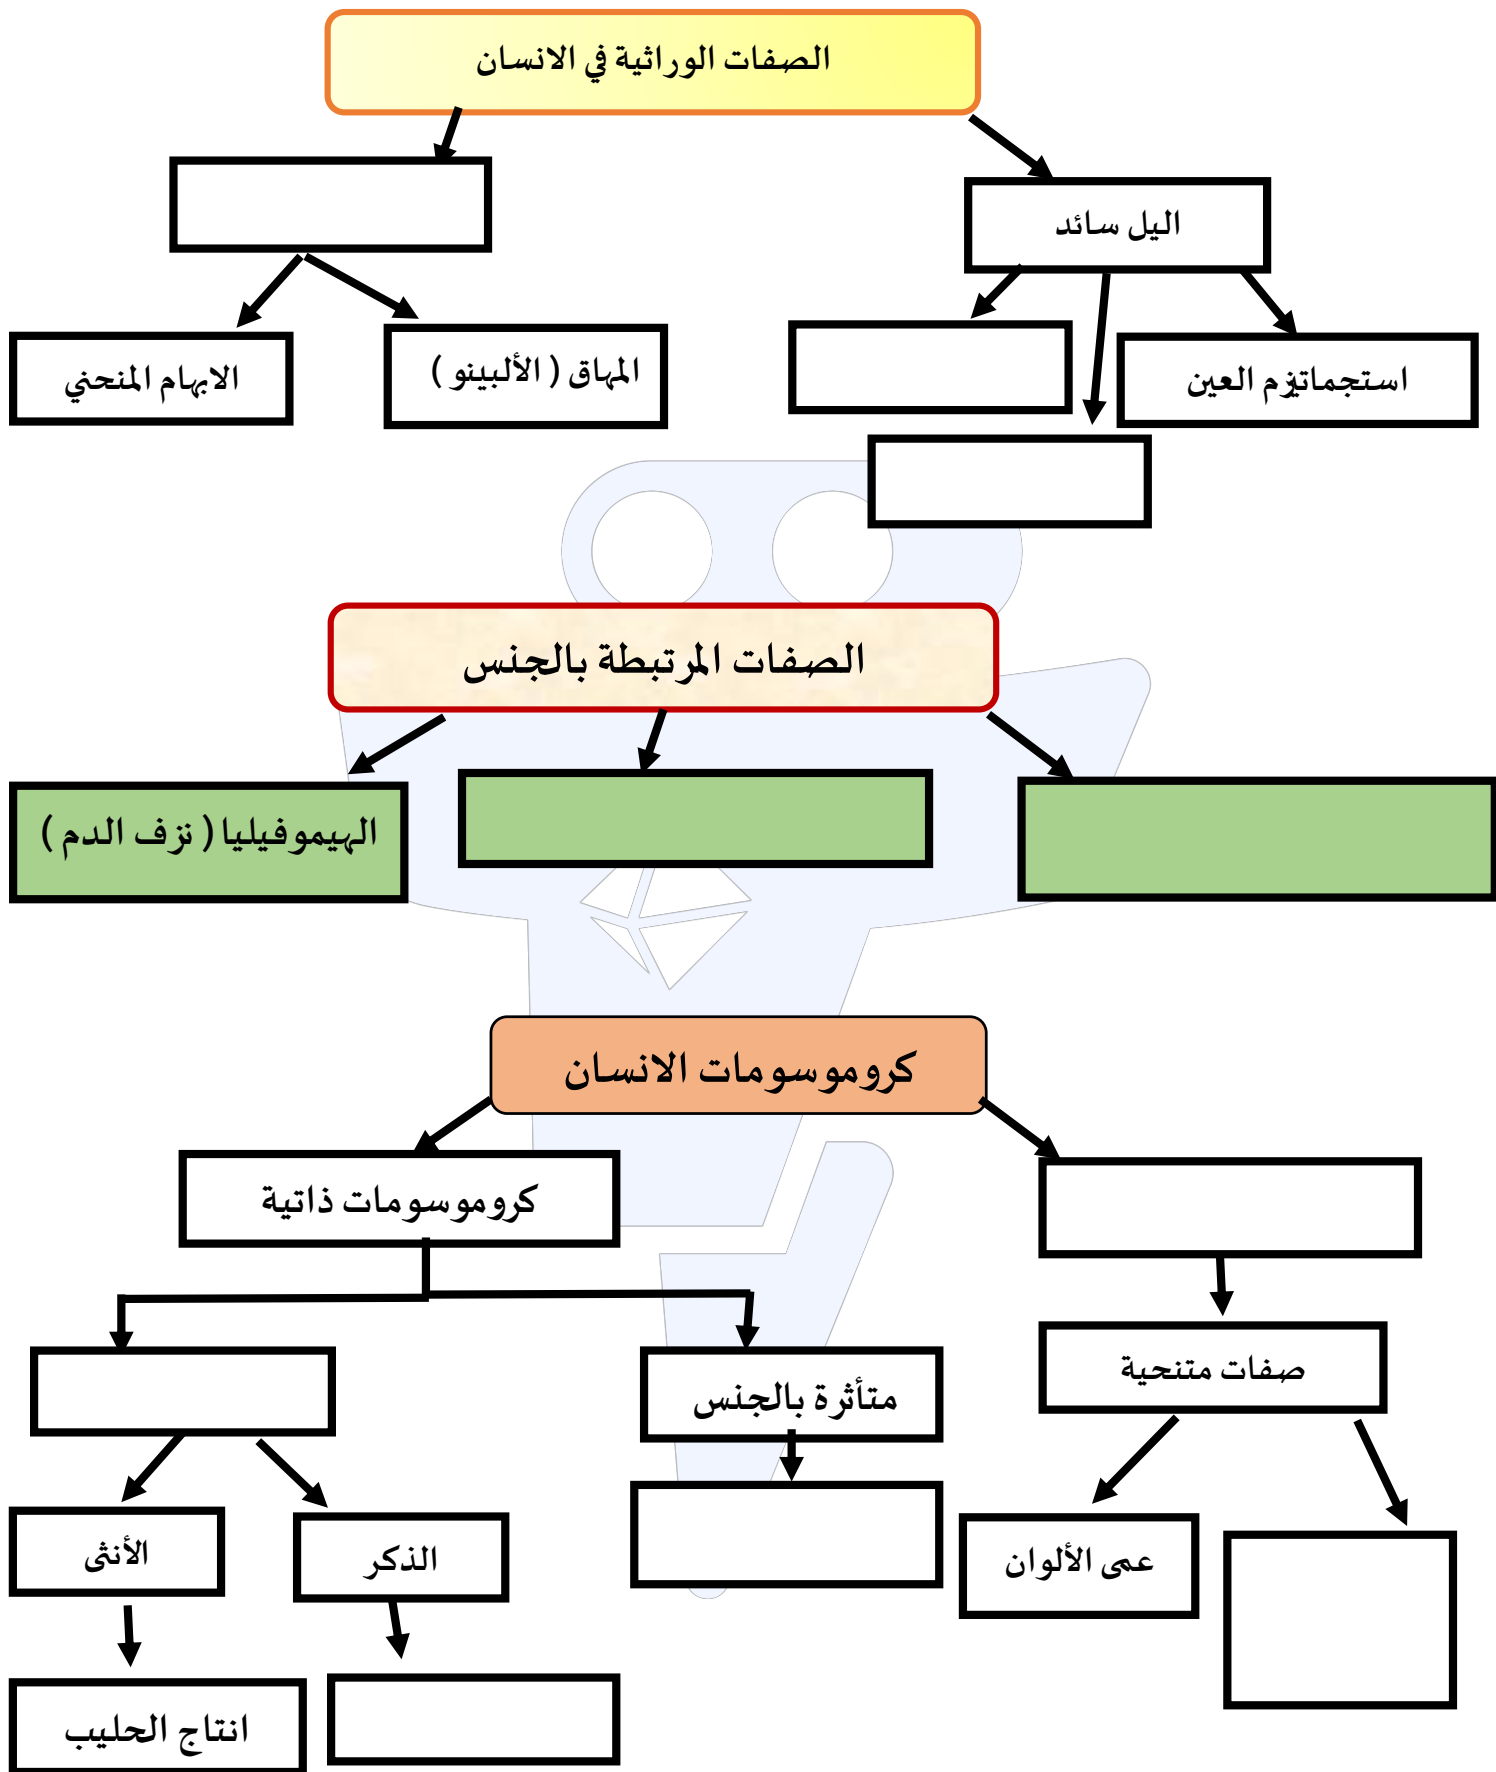 الصفات الوراثية في الانسان
اليل سائد
استجماتيزم العين
المهاق ( الألبينو )
الابهام المنحني
الصفات المرتبطة بالجنس
الهيموفيليا ( نزف الدم )
كروموسومات الانسان
كروموسومات ذاتية
صفات متنحية
متأثرة بالجنس
عمى الألوان
الذكر
الأنثى
انتاج الحليب